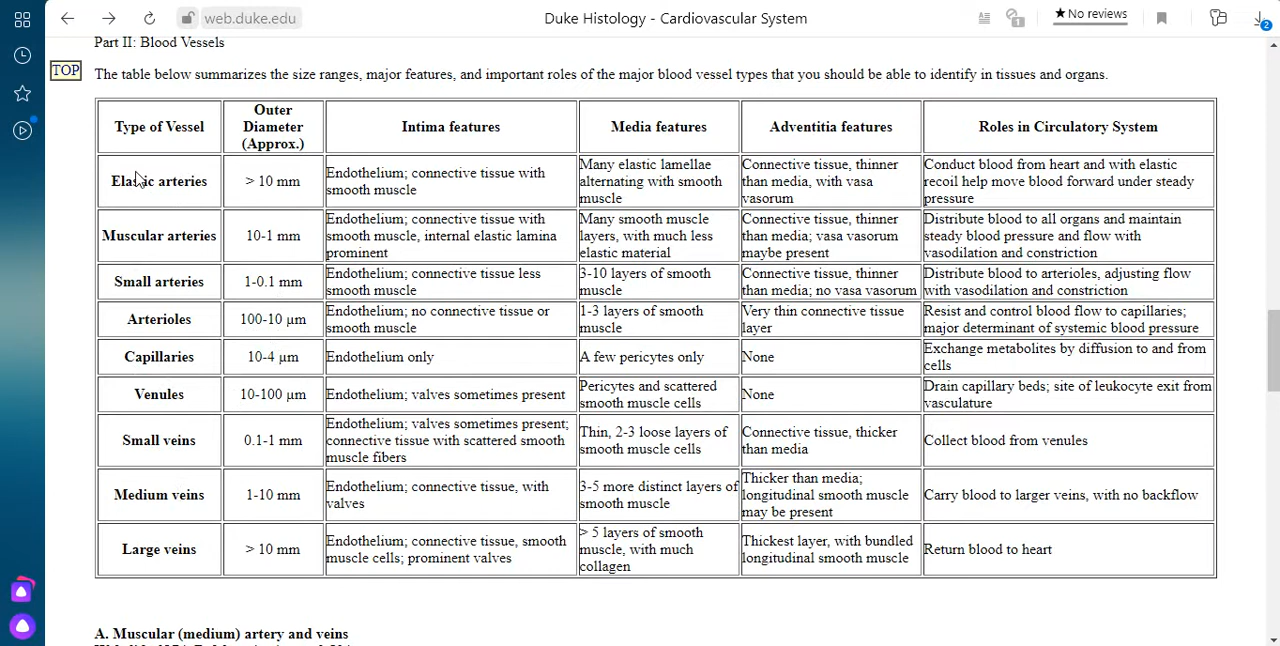 web.duke.edu
Duke Histology - Cardiovascular System
★No reviews
2
Part II: Blood Vessels
TOP
The table below summarizes the size ranges, major features, and important roles of the major blood vessel types that you should be able to identify in tissues and organs.
Type of Vessel
Outer
Diameter
(Approx.)
Intima features
Media features
Adventitia features
Roles in Circulatory System
Elastic arteries
> 10 mm
Endothelium; connective tissue with
smooth muscle
Many elastic lamellae
alternating with smooth
muscle
Connective tissue, thinner
than media, with vasa
vasorum
Conduct blood from heart and with elastic
recoil help move blood forward under steady
pressure
Muscular arteries
10-1 mm
Endothelium; connective tissue with
smooth muscle, internal elastic lamina
prominent
Many smooth muscle
layers, with much less
elastic material
Connective tissue, thinner
than media; vasa vasorum
maybe present
Distribute blood to all organs and maintain
steady blood pressure and flow with
vasodilation and constriction
Small arteries
1-0.1 mm
Endothelium; connective tissue less
smooth muscle
3-10 layers of smooth
muscle
Connective tissue, thinner
than media; no vasa vasorum
Distribute blood to arterioles, adjusting flow
with vasodilation and constriction
Arterioles
100-10 μm
Endothelium; no connective tissue or
smooth muscle
1-3 layers of smooth
muscle
Very thin connective tissue
layer
Resist and control blood flow to capillaries;
major determinant of systemic blood pressure
Capillaries
10-4 μm
Endothelium only
A few pericytes only
None
Exchange metabolites by diffusion to and from
cells
Venules
10-100 μm
Endothelium; valves sometimes present
Pericytes and scattered
smooth muscle cells
None
Drain capillary beds; site of leukocyte exit from
vasculature
Small veins
0.1-1 mm
Endothelium; valves sometimes present;
connective tissue with scattered smooth
muscle fibers
Thin, 2-3 loose layers of
smooth muscle cells
Connective tissue, thicker
than media
Collect blood from venules
Medium veins
1-10 mm
Endothelium; connective tissue, with
valves
3-5 more distinct layers of
smooth muscle
Thicker than media;
longitudinal smooth muscle
may be present
Carry blood to larger veins, with no backflow
Large veins
> 10 mm
Endothelium; connective tissue, smooth
muscle cells; prominent valves
> 5 layers of smooth
muscle, with much
collagen
Thickest layer, with bundled
longitudinal smooth muscle
Return blood to heart
A. Muscular (medium) artery and veins